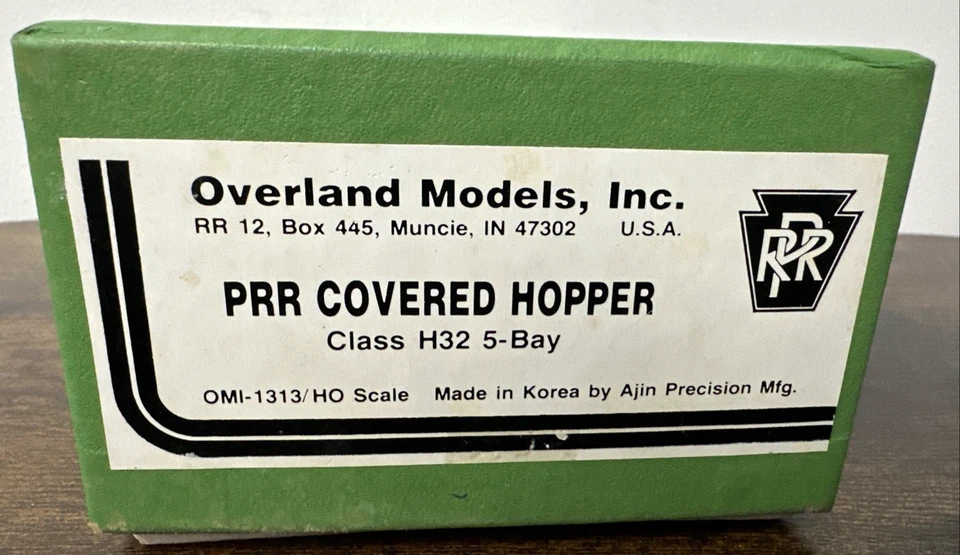 Overland Models, Inc.
RR 12, Box 445, Muncie, IN 47302 U.S.A.
PRR
PRR COVERED HOPPER
Class H32 5-Bay
OMI-1313/HO Scale Made in Korea by Ajin Precision Mfg.